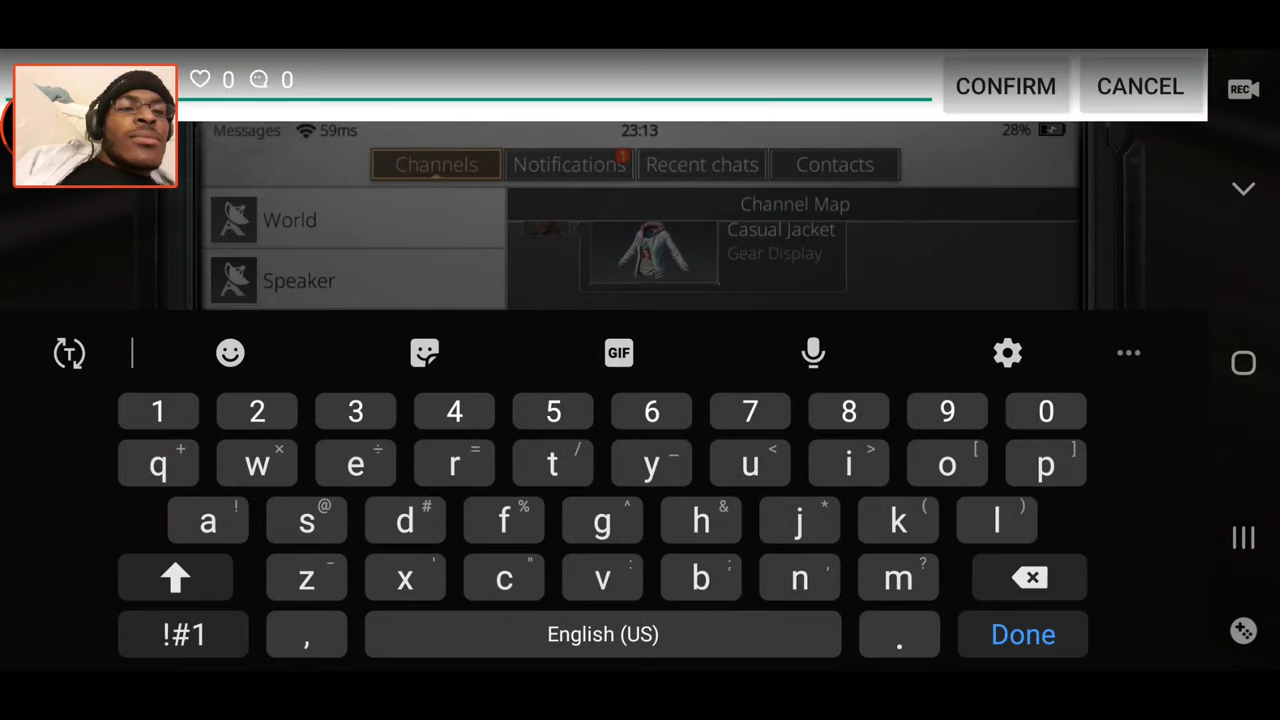 0 0
CONFIRM CANCEL
REC
Messages 59ms 23:13 28%
Channels Notifications 1 Recent chats Contacts
World
Channel Map
Casual Jacket
Gear Display
Speaker
T GIF
1 2 3 4 5 6 7 8 9 0
q + w × e ÷ r = t / y _ u < i > o [ p ]
a ! s @ d # f % g ^ h & j * k ( l )
z - x ' c " v : b ; n , m ?
!#1 , English (US) . Done